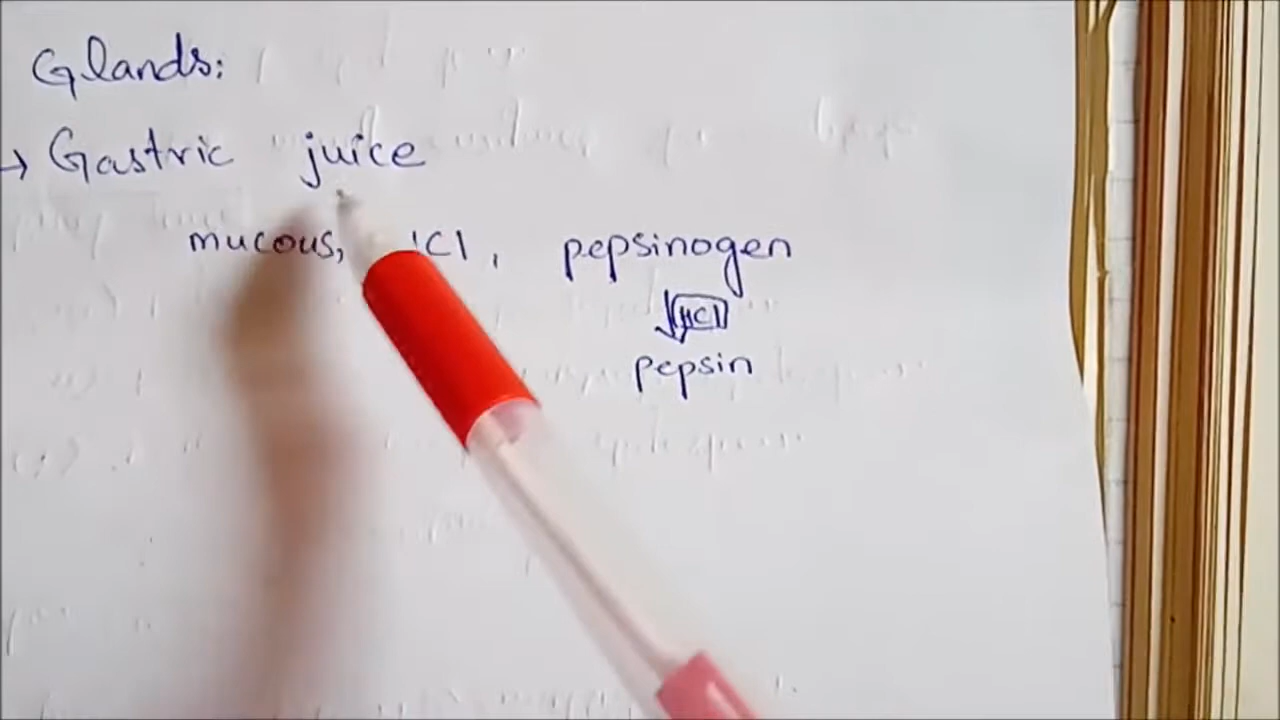 Glands:
→ Gastric juice
mucous, HCl, pepsinogen
↓ HCl
pepsin